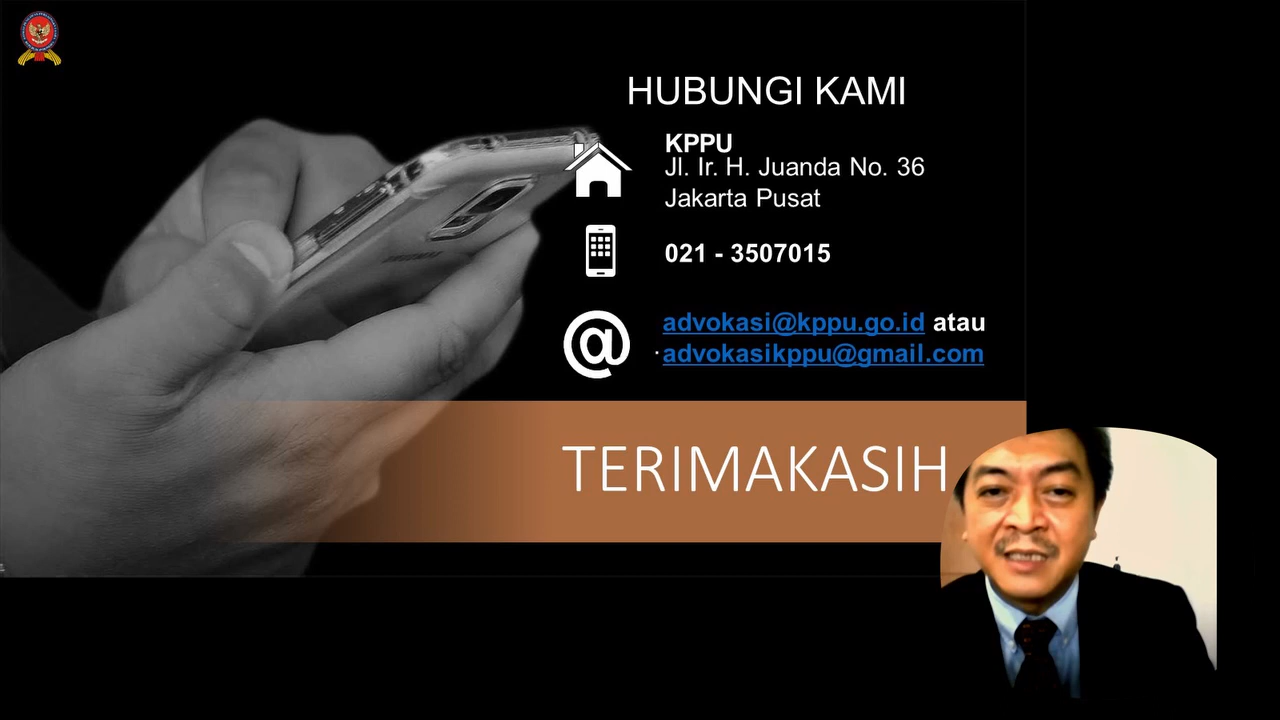 HUBUNGI KAMI
KPPU
Jl. Ir. H. Juanda No. 36
Jakarta Pusat
021 - 3507015
@
advokasi@kppu.go.id atau
advokasikppu@gmail.com
TERIMAKASIH